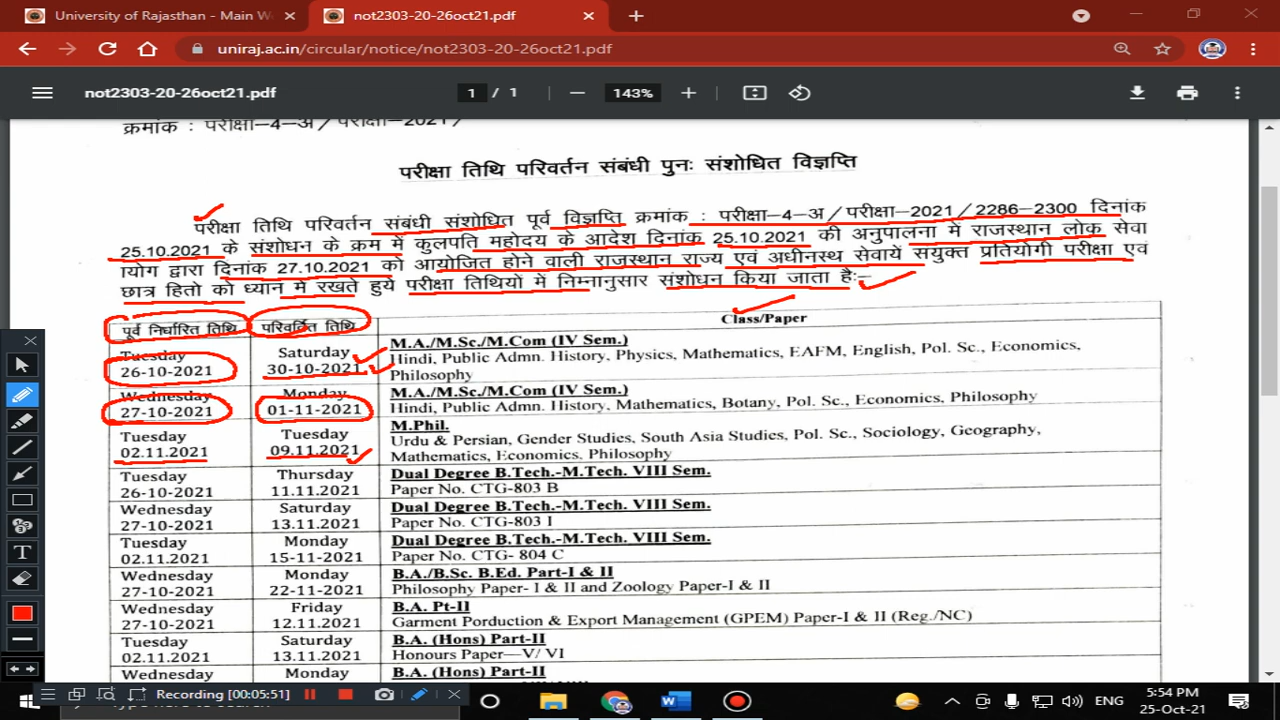 University of Rajasthan - Main W
not2303-20-26oct21.pdf
uniraj.ac.in/circular/notice/not2303-20-26oct21.pdf
not2303-20-26oct21.pdf
1 / 1
143%
क्रमांक : परीक्षा–4–अ/ परीक्षा–2021/
परीक्षा तिथि परिवर्तन संबंधी पुनः संशोधित विज्ञप्ति
परीक्षा तिथि परिवर्तन संबंधी संशोधित पूर्व विज्ञप्ति क्रमांक : परीक्षा–4–अ/परीक्षा–2021/2286–2300 दिनांक
25.10.2021 के संशोधन के क्रम में कुलपति महोदय के आदेश दिनांक 25.10.2021 की अनुपालना में राजस्थान लोक सेवा
योग द्वारा दिनांक 27.10.2021 को आयोजित होने वाली राजस्थान राज्य एवं अधीनस्थ सेवायें सयुक्त प्रतियोगी परीक्षा एवं
छात्र हितो को ध्यान मे रखते हुये परीक्षा तिथियों में निम्नानुसार संशोधन किया जाता हैः–
पूर्व निर्धारित तिथि परिवर्तित तिथि Class/Paper
Tuesday Saturday M.A./M.Sc./M.Com (IV Sem.)
26-10-2021 30-10-2021 Hindi, Public Admn. History, Physics, Mathematics, EAFM, English, Pol. Sc., Economics,
Philosophy
Wednesday Monday M.A./M.Sc./M.Com (IV Sem.)
27-10-2021 01-11-2021 Hindi, Public Admn. History, Mathematics, Botany, Pol. Sc., Economics, Philosophy
Tuesday Tuesday M.Phil.
02.11.2021 09.11.2021 Urdu & Persian, Gender Studies, South Asia Studies, Pol. Sc., Sociology, Geography,
Mathematics, Economics, Philosophy
Tuesday Thursday Dual Degree B.Tech.-M.Tech. VIII Sem.
26-10-2021 11.11.2021 Paper No. CTG-803 B
Wednesday Saturday Dual Degree B.Tech.-M.Tech. VIII Sem.
27-10-2021 13.11.2021 Paper No. CTG-803 I
Tuesday Monday Dual Degree B.Tech.-M.Tech. VIII Sem.
02.11.2021 15-11-2021 Paper No. CTG- 804 C
Wednesday Monday B.A./B.Sc. B.Ed. Part-I & II
27-10-2021 22-11-2021 Philosophy Paper- I & II and Zoology Paper-I & II
Wednesday Friday B.A. Pt-II
27-10-2021 12.11.2021 Garment Porduction & Export Management (GPEM) Paper-I & II (Reg./NC)
Tuesday Saturday B.A. (Hons) Part-II
02.11.2021 13.11.2021 Honours Paper—V/ VI
Wednesday Monday B.A. (Hons) Part-II
Recording [00:05:51]
ENG
5:54 PM
25-Oct-21